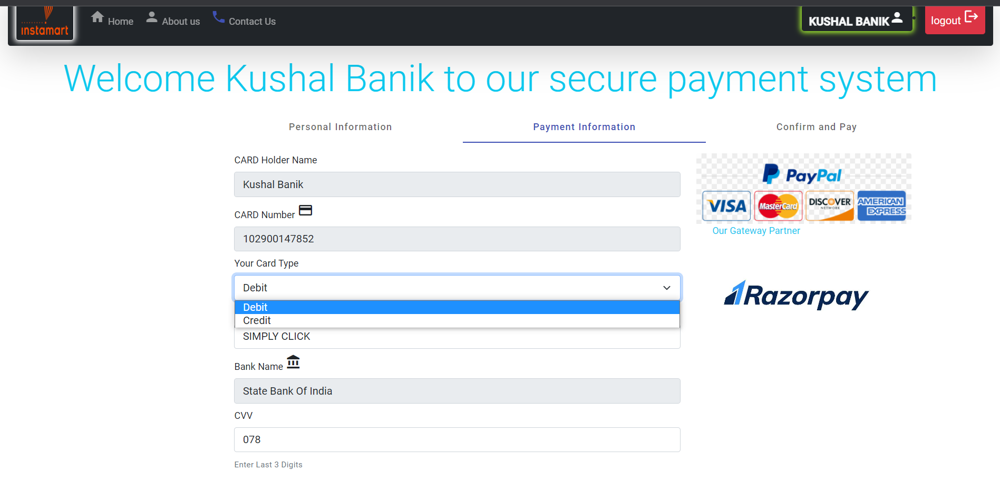 instamart
Home
About us
Contact Us
KUSHAL BANIK
logout
Welcome Kushal Banik to our secure payment system
Personal Information
Payment Information
Confirm and Pay
CARD Holder Name
Kushal Banik
CARD Number
102900147852
Your Card Type
Debit
Debit
Credit
SIMPLY CLICK
Bank Name
State Bank Of India
CVV
078
Enter Last 3 Digits
PayPal
VISA
MasterCard
DISCOVER
NETWORK
AMERICAN
EXPRESS
Our Gateway Partner
Razorpay